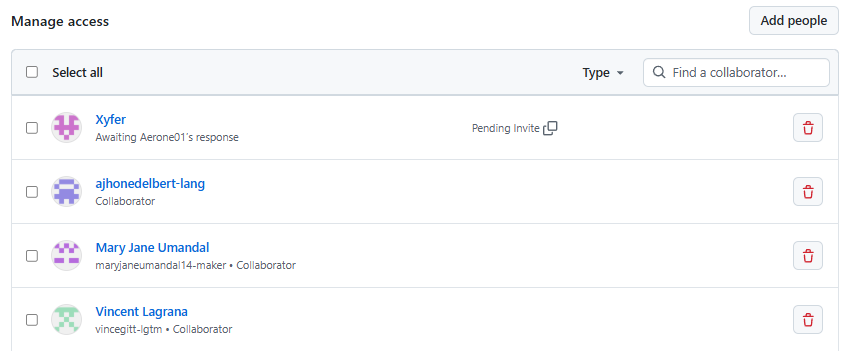 Manage access
Add people
Select all
Type
Find a collaborator...
Xyfer
Awaiting Aerone01's response
Pending Invite
ajhonedelbert-lang
Collaborator
Mary Jane Umandal
maryjaneumandal14-maker • Collaborator
Vincent Lagrana
vincegitt-lgtm • Collaborator